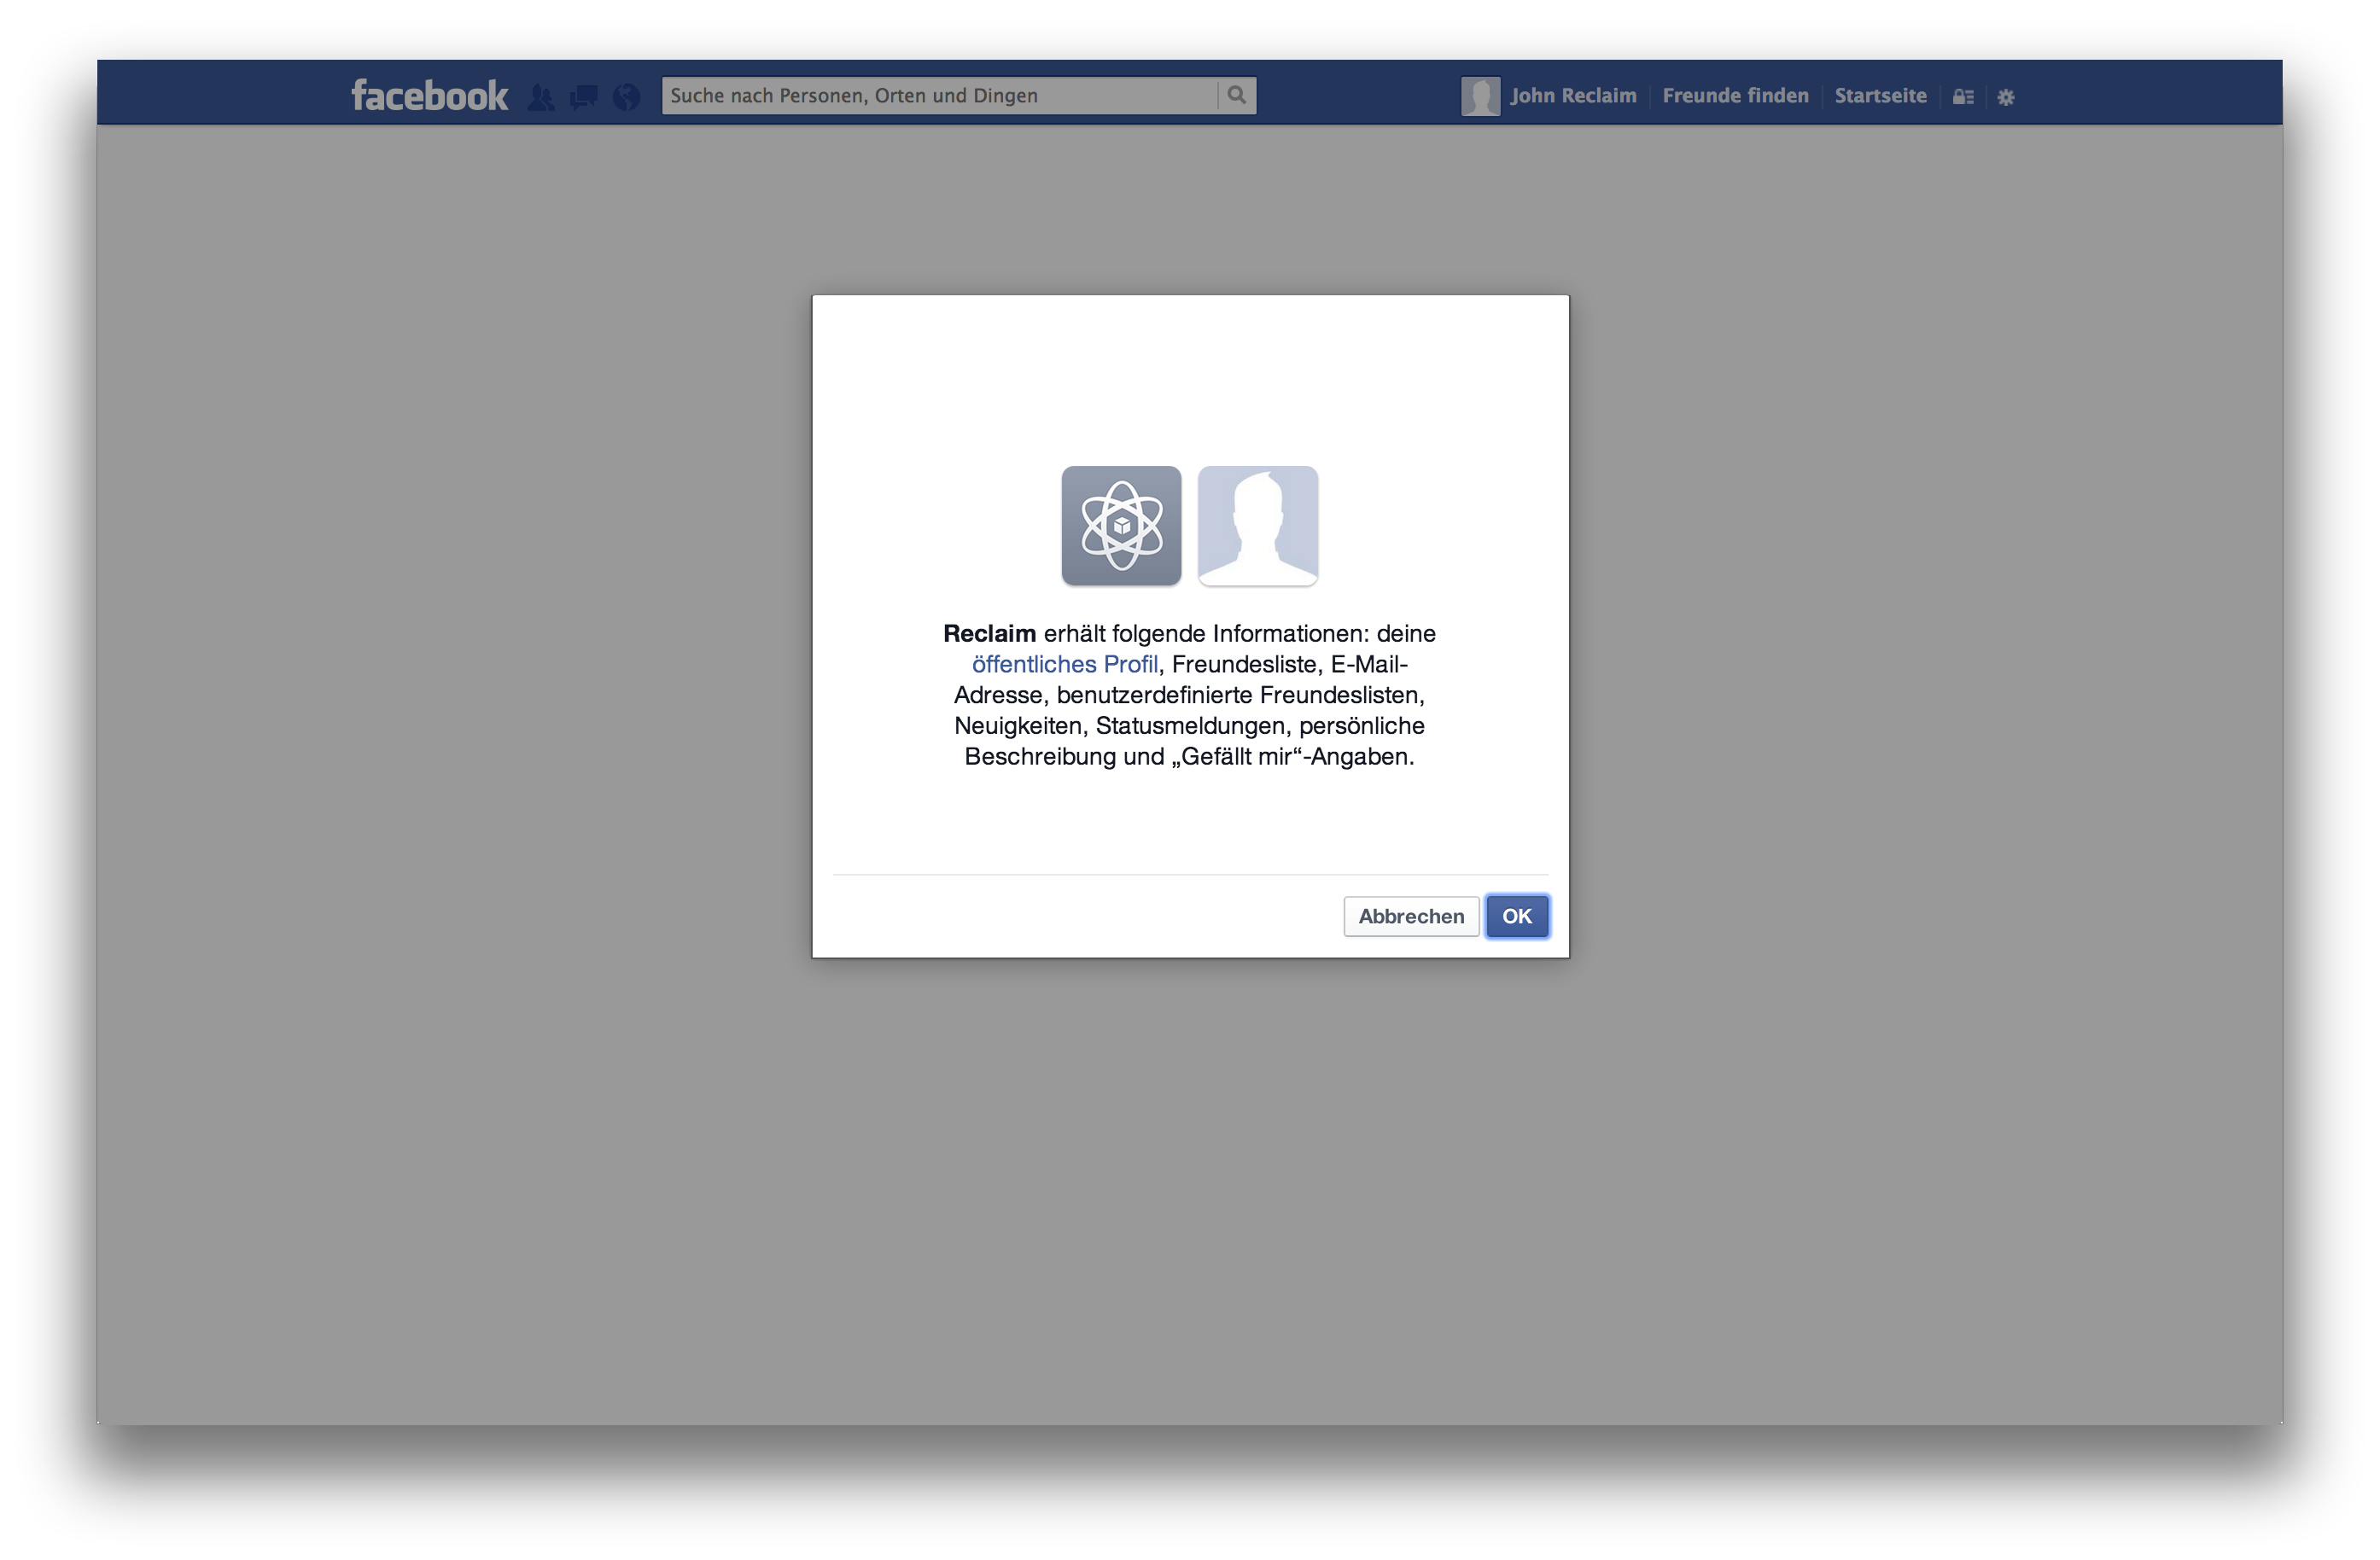 facebook
Suche nach Personen, Orten und Dingen
John Reclaim
Freunde finden
Startseite
Reclaim erhält folgende Informationen: deine
öffentliches Profil, Freundesliste, E-Mail-
Adresse, benutzerdefinierte Freundeslisten,
Neuigkeiten, Statusmeldungen, persönliche
Beschreibung und „Gefällt mir“-Angaben.
Abbrechen
OK